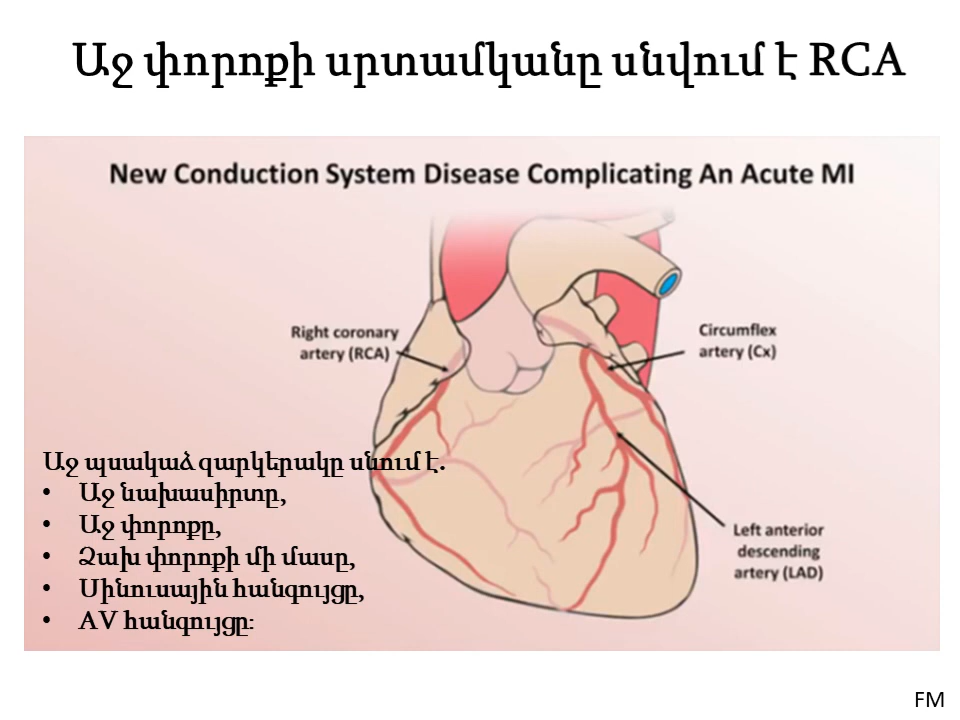 Աջ փորոքի սրտամկանը սնվում է RCA
New Conduction System Disease Complicating An Acute MI
Right coronary
artery (RCA)
Circumflex
artery (Cx)
Աջ պսակաձ զարկերակը սնում է.
• Աջ նախասիրտը,
• Աջ փորոքը,
• Ձախ փորոքի մի մասը,
• Սինուսային հանգույցը,
• AV հանգույցը:
Left anterior
descending
artery (LAD)
FM